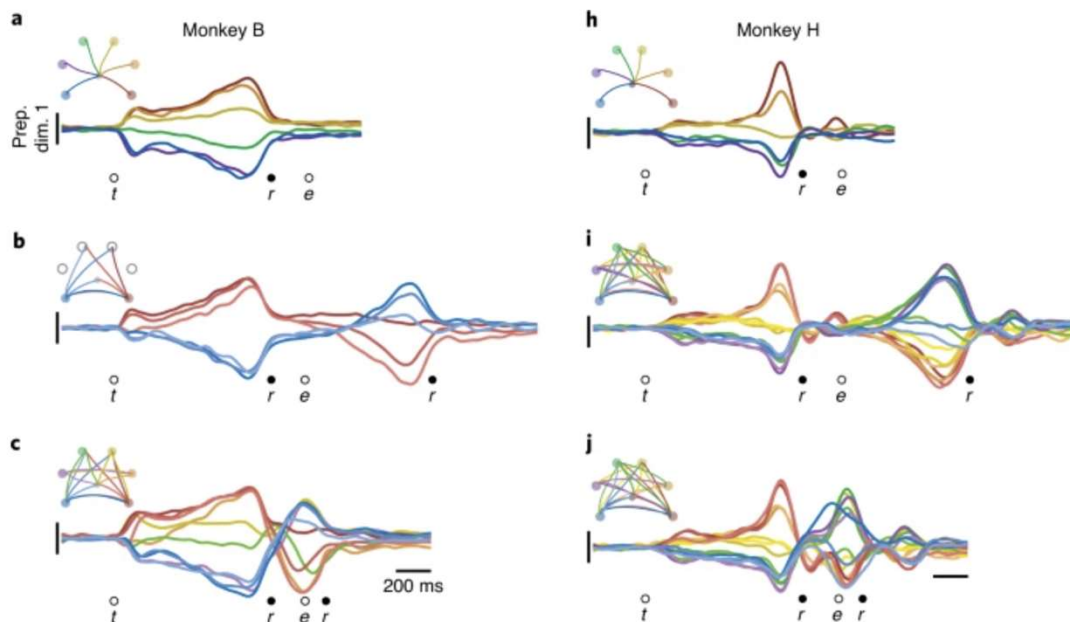 a
Monkey B
Prep.
dim. 1
t r e
b
t r e r
c
200 ms
t r e r
h
Monkey H
t r e
i
t r e r
j
t r e r